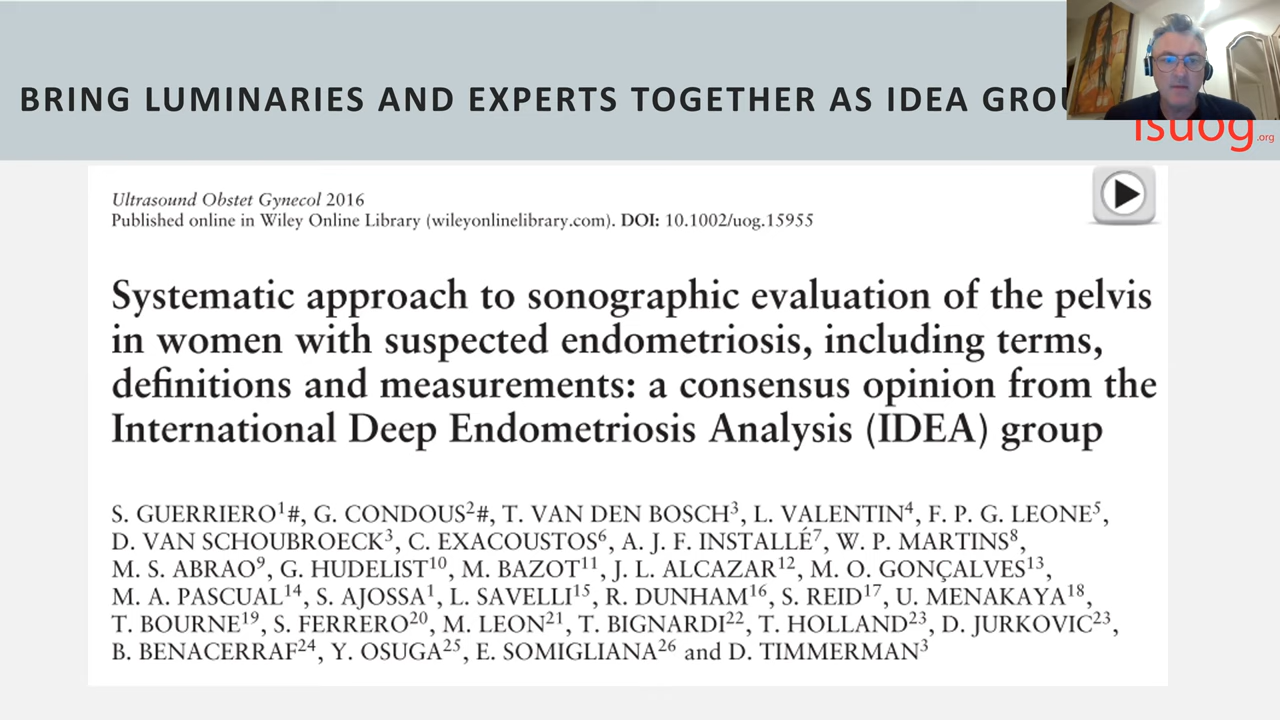 BRING LUMINARIES AND EXPERTS TOGETHER AS IDEA
isuog.org
Ultrasound Obstet Gynecol 2016
Published online in Wiley Online Library (wileyonlinelibrary.com). DOI: 10.1002/uog.15955
Systematic approach to sonographic evaluation of the pelvis
in women with suspected endometriosis, including terms,
definitions and measurements: a consensus opinion from the
International Deep Endometriosis Analysis (IDEA) group
S. GUERRIERO1#, G. CONDOUS2#, T. VAN DEN BOSCH3, L. VALENTIN4, F. P. G. LEONE5,
D. VAN SCHOUBROECK3, C. EXACOUSTOS6, A. J. F. INSTALLÉ7, W. P. MARTINS8,
M. S. ABRAO9, G. HUDELIST10, M. BAZOT11, J. L. ALCAZAR12, M. O. GONÇALVES13,
M. A. PASCUAL14, S. AJOSSA1, L. SAVELLI15, R. DUNHAM16, S. REID17, U. MENAKAYA18,
T. BOURNE19, S. FERRERO20, M. LEON21, T. BIGNARDI22, T. HOLLAND23, D. JURKOVIC23,
B. BENACERRAF24, Y. OSUGA25, E. SOMIGLIANA26 and D. TIMMERMAN3